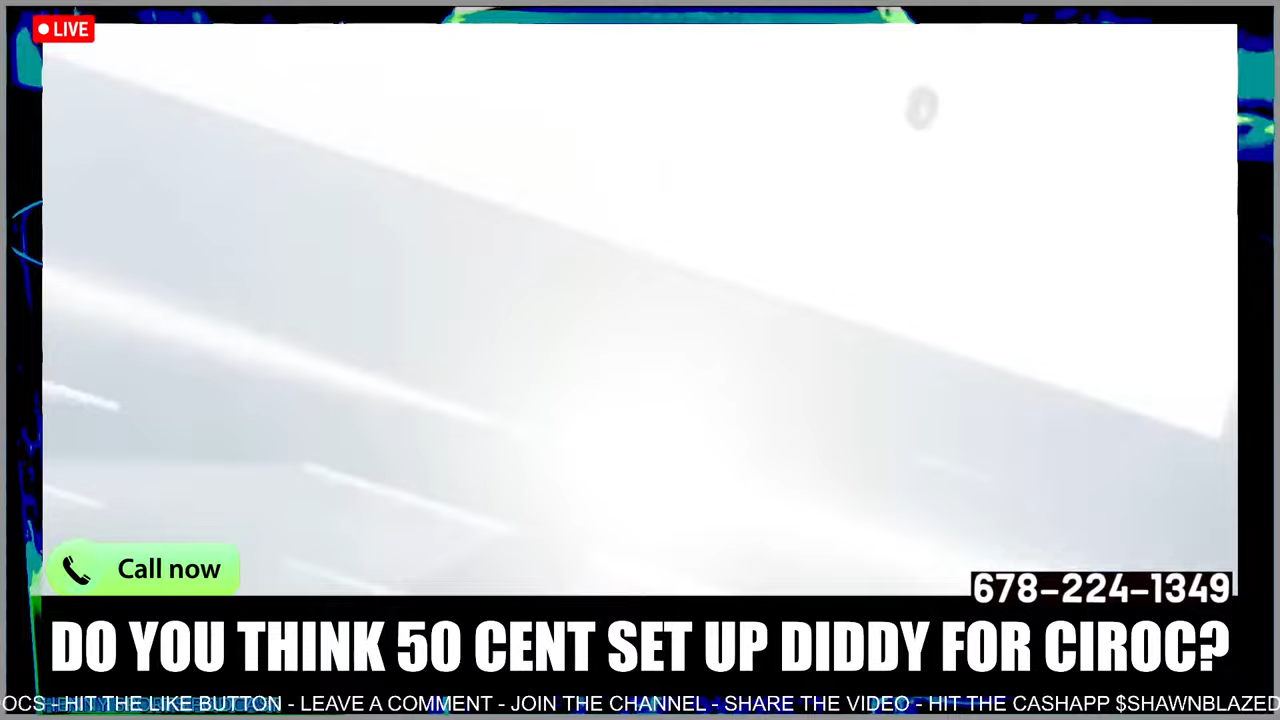 LIVE
Call now
678-224-1349
DO YOU THINK 50 CENT SET UP DIDDY FOR CIROC?
OCS - HIT THE LIKE BUTTON - LEAVE A COMMENT - JOIN THE CHANNEL - SHARE THE VIDEO - HIT THE CASHAPP $SHAWNBLAZED